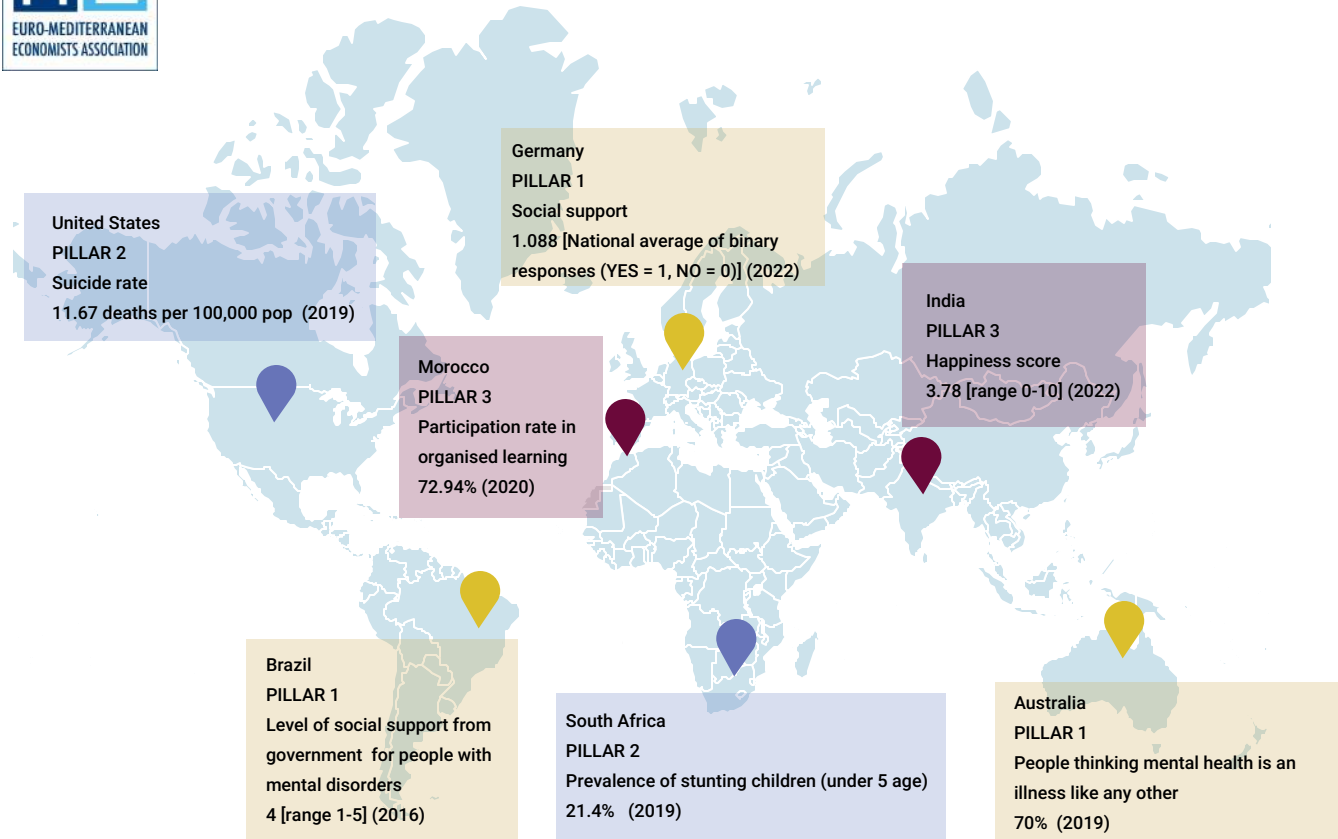 EURO-MEDITERRANEAN
ECONOMISTS ASSOCIATION
Germany
PILLAR 1
Social support
1.088 [National average of binary
responses (YES = 1, NO = 0)] (2022)
United States
PILLAR 2
Suicide rate
11.67 deaths per 100,000 pop (2019)
India
PILLAR 3
Happiness score
3.78 [range 0-10] (2022)
Morocco
PILLAR 3
Participation rate in
organised learning
72.94% (2020)
Brazil
PILLAR 1
Level of social support from
government for people with
mental disorders
4 [range 1-5] (2016)
South Africa
PILLAR 2
Prevalence of stunting children (under 5 age)
21.4% (2019)
Australia
PILLAR 1
People thinking mental health is an
illness like any other
70% (2019)